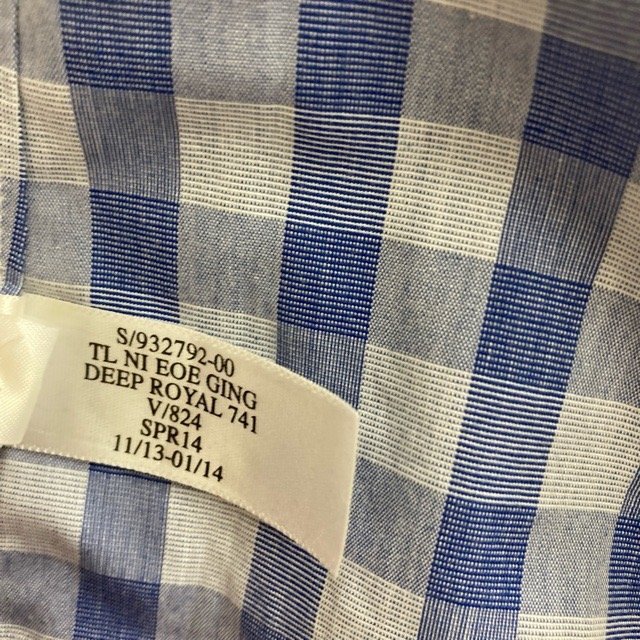 S/932792-00
TL NI EOE GING
DEEP ROYAL 741
V/824
SPR14
11/13-01/14